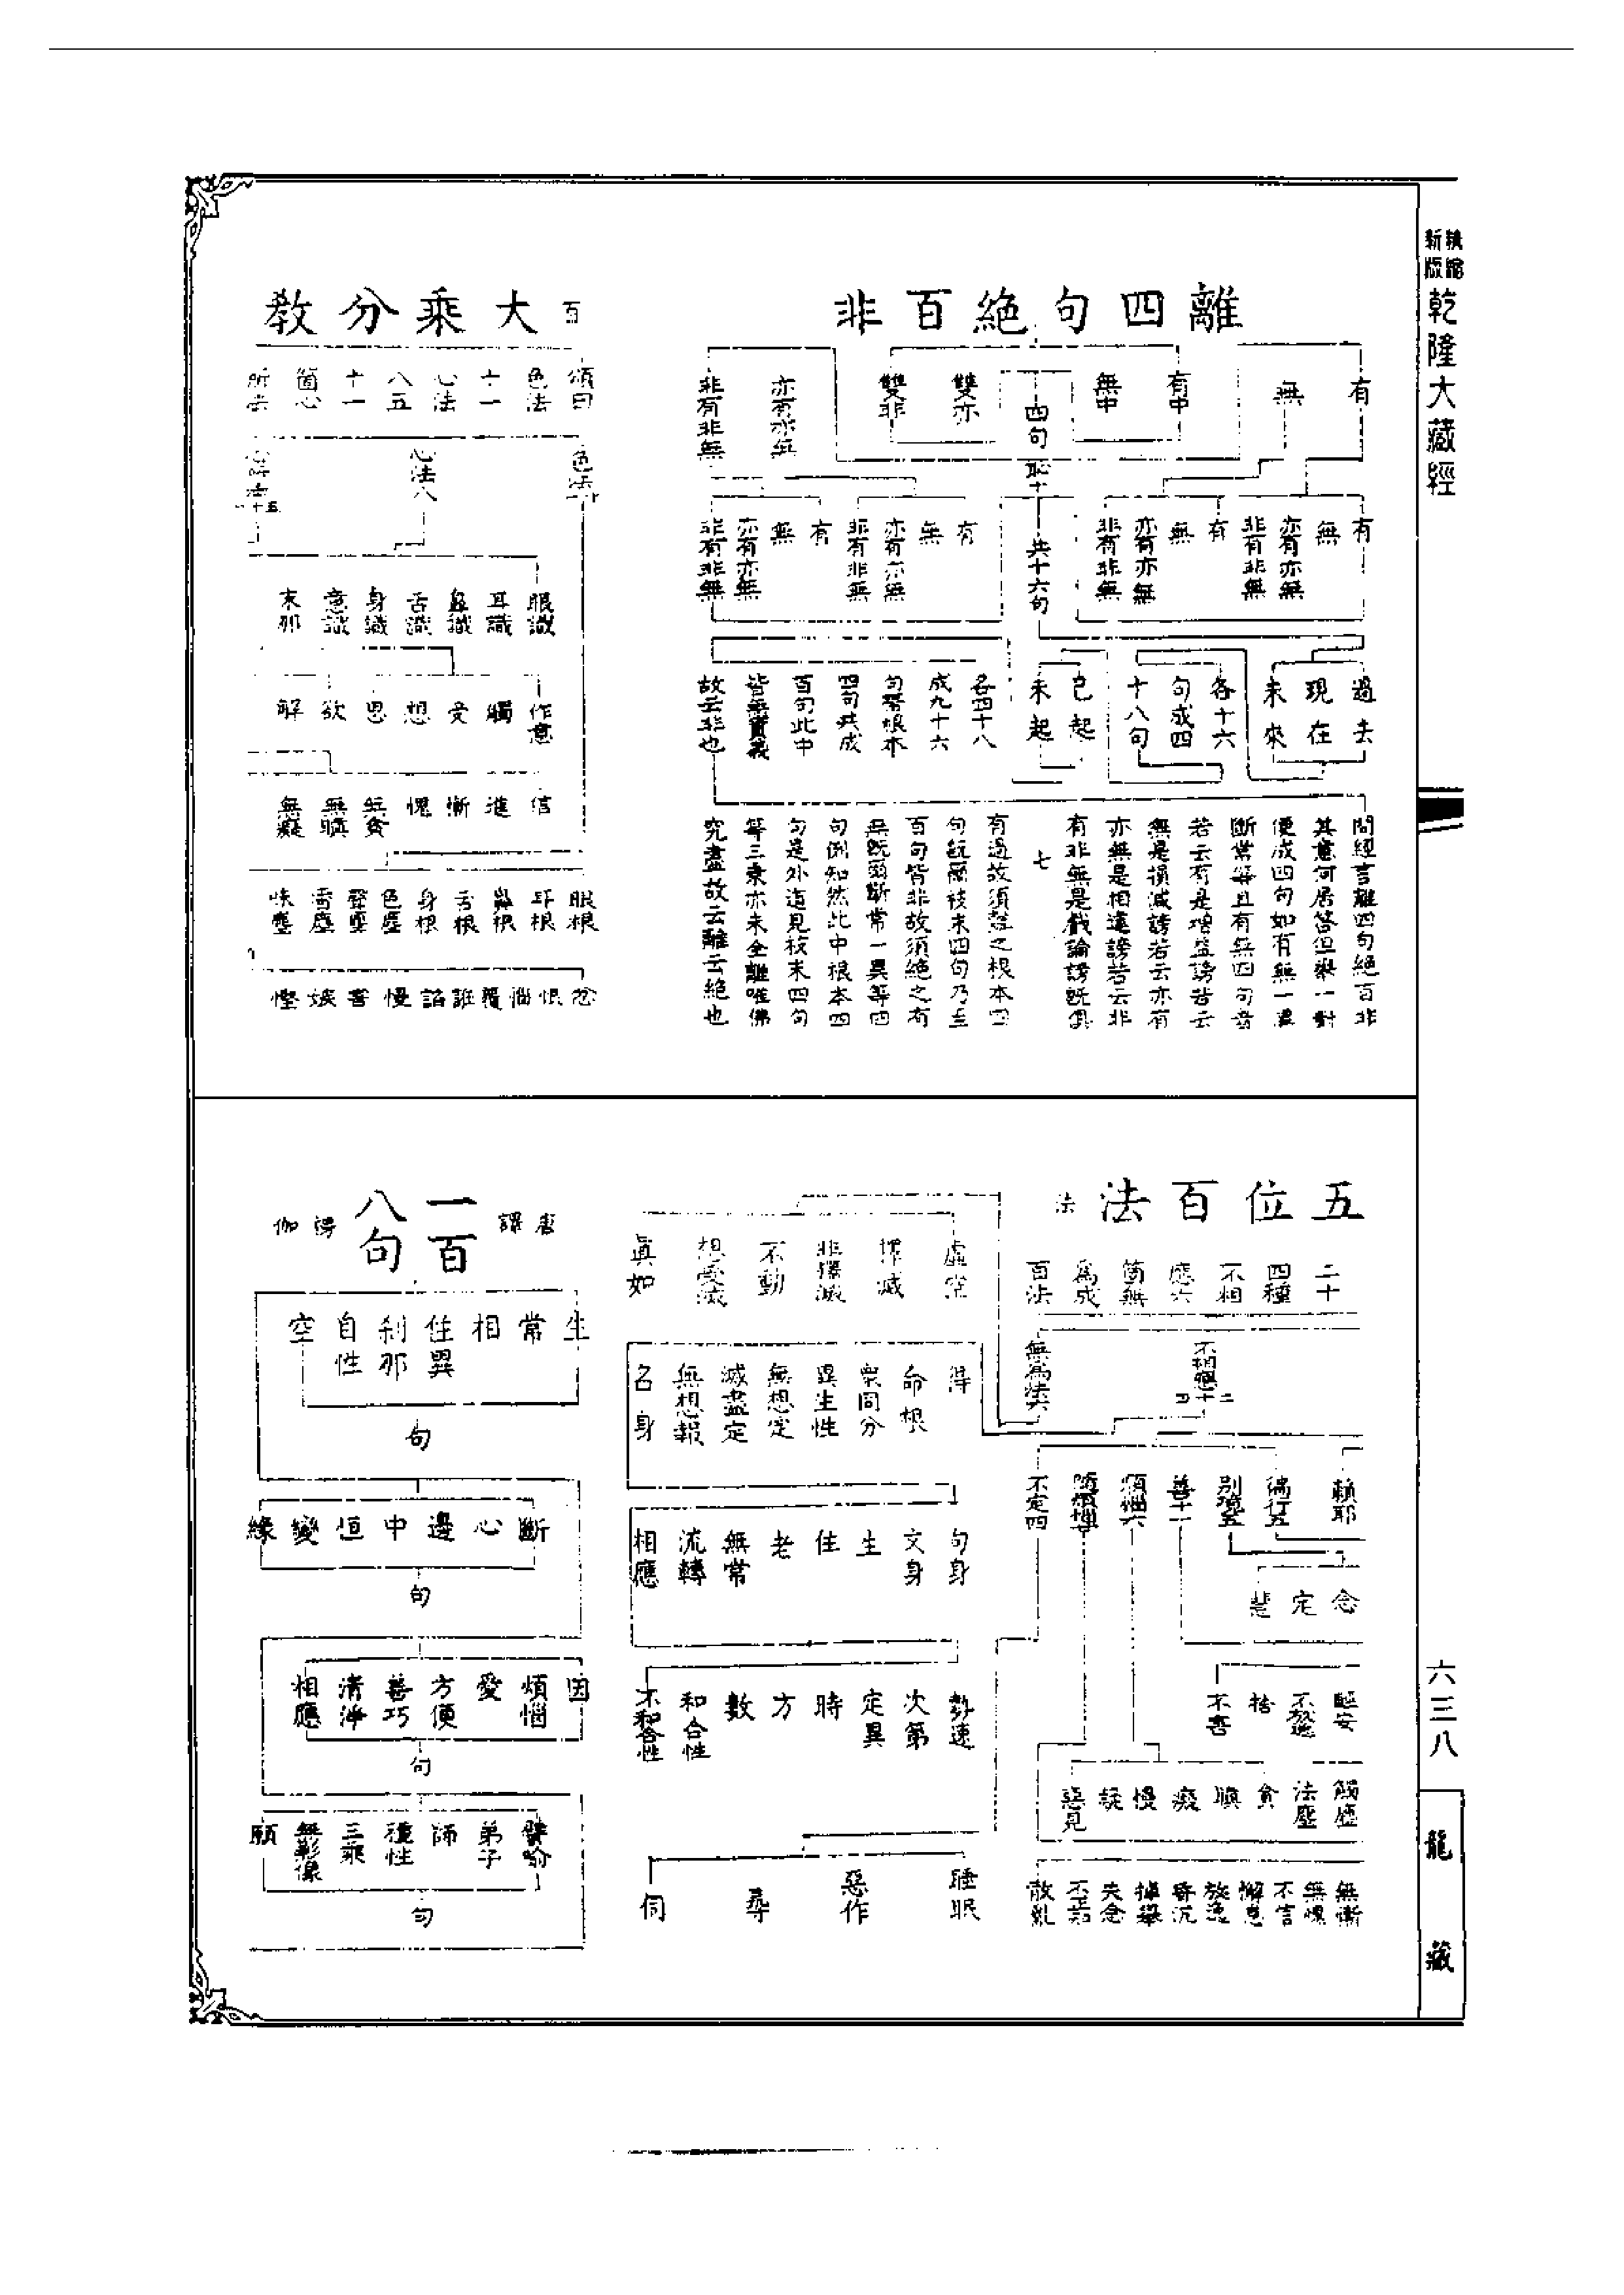 新版
乾隆大藏經
六三八
龍藏
離四句絕百非
有
無
有中
無中
四句
雙亦
雙非
亦有亦無
非有非無
有
無
亦有亦無
非有非無
有
無
亦有亦無
非有非無
共十六句
有
無
亦有亦無
非有非無
有
無
亦有亦無
非有非無
過去
現在
未來
各十六
句成四
十八句
已起
未起
各四十八
成九十六
句帶根本
四句共成
百句此中
皆無實義
故云非也
問經言離四句絕百非
其意何居答但舉一對
便成四句如有無一異
斷常等且有無四句者
若云有是增益謗若云
無是損減謗若云亦有
亦無是相違謗若云非
有非無是戲論謗既俱
七
有過故須離之根本四
句既爾枝末四句乃至
百句皆非故須絕之有
無既爾斷常一異等四
句例知然此中根本四
句是外道見枝末四句
等三乘亦未全離唯佛
究盡故云離云絕也
大乘分教
百
頌曰
色法
十一
心法
八五
十一
箇心
所法
色法
心法八
心所法五十一
眼識
耳識
鼻識
舌識
身識
意識
末那
作意
觸
受
想
思
欲
解
信
進
慚
愧
無貪
無瞋
無癡
眼根
耳根
鼻根
舌根
身根
色塵
聲塵
香塵
味塵
忿
恨
惱
覆
誑
諂
憍
害
嫉
慳
五位百法
法
二十
四種
不相
應六
箇無
為成
百法
不相應二十四
無為法六
賴耶
徧行五
別境五
善十一
煩惱六
隨煩惱
不定四
念
定
慧
輕安
不放逸
捨
不害
觸塵
法塵
貪
瞋
癡
慢
疑
惡見
無慚
無愧
不信
懈怠
放逸
昏沉
掉舉
失念
不正知
散亂
虛空
擇滅
非擇滅
不動
想受滅
真如
得
命根
眾同分
異生性
無想定
滅盡定
無想報
名身
句身
文身
生
住
老
無常
流轉
相應
勢速
次第
定異
時
方
數
和合性
不和合性
睡眠
惡作
尋
伺
唐譯
一百
八句
楞伽
生
常
相
住異
剎那
自性
空
句
斷
心
邊
中
恒
變
緣
句
因
煩惱
愛
方便
善巧
清淨
相應
句
譬喻
弟子
師
種性
三乘
無影像
願
句